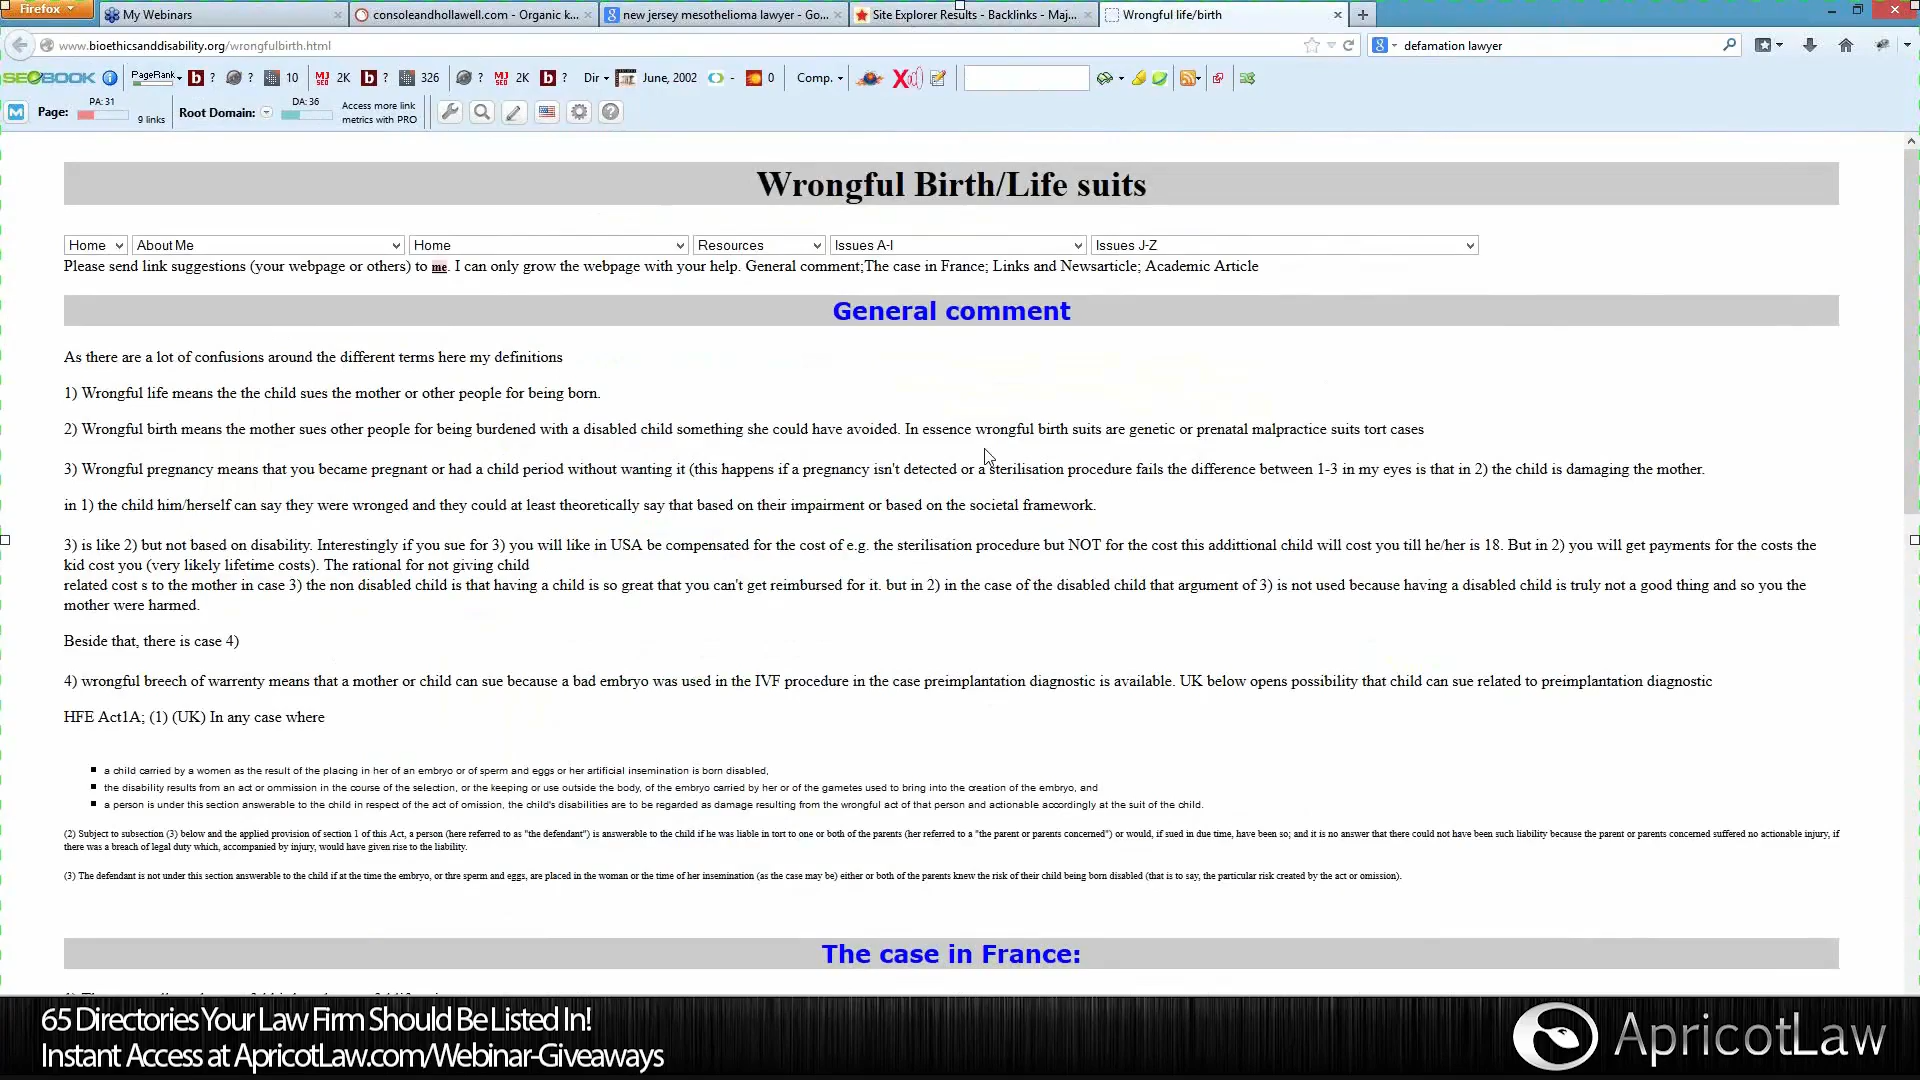 Firefox
My Webinars
consoleandhollawell.com - Organic k...
new jersey mesothelioma lawyer - Go...
Site Explorer Results - Backlinks - Maj...
Wrongful life/birth
www.bioethicsanddisability.org/wrongfulbirth.html
defamation lawyer
SEOBOOK
PageRank
?
?
10
2K
?
326
?
2K
?
Dir
June, 2002
-
0
Comp.
Page:
PA: 31
9 links
Root Domain:
DA: 36
Access more link
metrics with PRO
Wrongful Birth/Life suits
Home
About Me
Home
Resources
Issues A-I
Issues J-Z
Please send link suggestions (your webpage or others) to me. I can only grow the webpage with your help. General comment;The case in France; Links and Newsarticle; Academic Article
General comment
As there are a lot of confusions around the different terms here my definitions
1) Wrongful life means the the child sues the mother or other people for being born.
2) Wrongful birth means the mother sues other people for being burdened with a disabled child something she could have avoided. In essence wrongful birth suits are genetic or prenatal malpractice suits tort cases
3) Wrongful pregnancy means that you became pregnant or had a child period without wanting it (this happens if a pregnancy isn't detected or a sterilisation procedure fails the difference between 1-3 in my eyes is that in 2) the child is damaging the mother.
in 1) the child him/herself can say they were wronged and they could at least theoretically say that based on their impairment or based on the societal framework.
3) is like 2) but not based on disability. Interestingly if you sue for 3) you will like in USA be compensated for the cost of e.g. the sterilisation procedure but NOT for the cost this addittional child will cost you till he/her is 18. But in 2) you will get payments for the costs the
kid cost you (very likely lifetime costs). The rational for not giving child
related cost s to the mother in case 3) the non disabled child is that having a child is so great that you can't get reimbursed for it. but in 2) in the case of the disabled child that argument of 3) is not used because having a disabled child is truly not a good thing and so you the
mother were harmed.
Beside that, there is case 4)
4) wrongful breech of warrenty means that a mother or child can sue because a bad embryo was used in the IVF procedure in the case preimplantation diagnostic is available. UK below opens possibility that child can sue related to preimplantation diagnostic
HFE Act1A; (1) (UK) In any case where
a child carried by a women as the result of the placing in her of an embryo or of sperm and eggs or her artificial insemination is born disabled,
the disability results from an act or ommission in the course of the selection, or the keeping or use outside the body, of the embryo carried by her or of the gametes used to bring into the creation of the embryo, and
a person is under this section answerable to the child in respect of the act of omission, the child's disabilities are to be regarded as damage resulting from the wrongful act of that person and actionable accordingly at the suit of the child.
(2) Subject to subsection (3) below and the applied provision of section 1 of this Act, a person (here referred to as "the defendant") is answerable to the child if he was liable in tort to one or both of the parents (her referred to a "the parent or parents concerned") or would, if sued in due time, have been so; and it is no answer that there could not have been such liability because the parent or parents concerned suffered no actionable injury, if
there was a breach of legal duty which, accompanied by injury, would have given rise to the liability.
(3) The defendant is not under this section answerable to the child if at the time the embryo, or thre sperm and eggs, are placed in the woman or the time of her insemination (as the case may be) either or both of the parents knew the risk of their child being born disabled (that is to say, the particular risk created by the act or omission).
The case in France:
65 Directories Your Law Firm Should Be Listed In!
Instant Access at ApricotLaw.com/Webinar-Giveaways
ApricotLaw